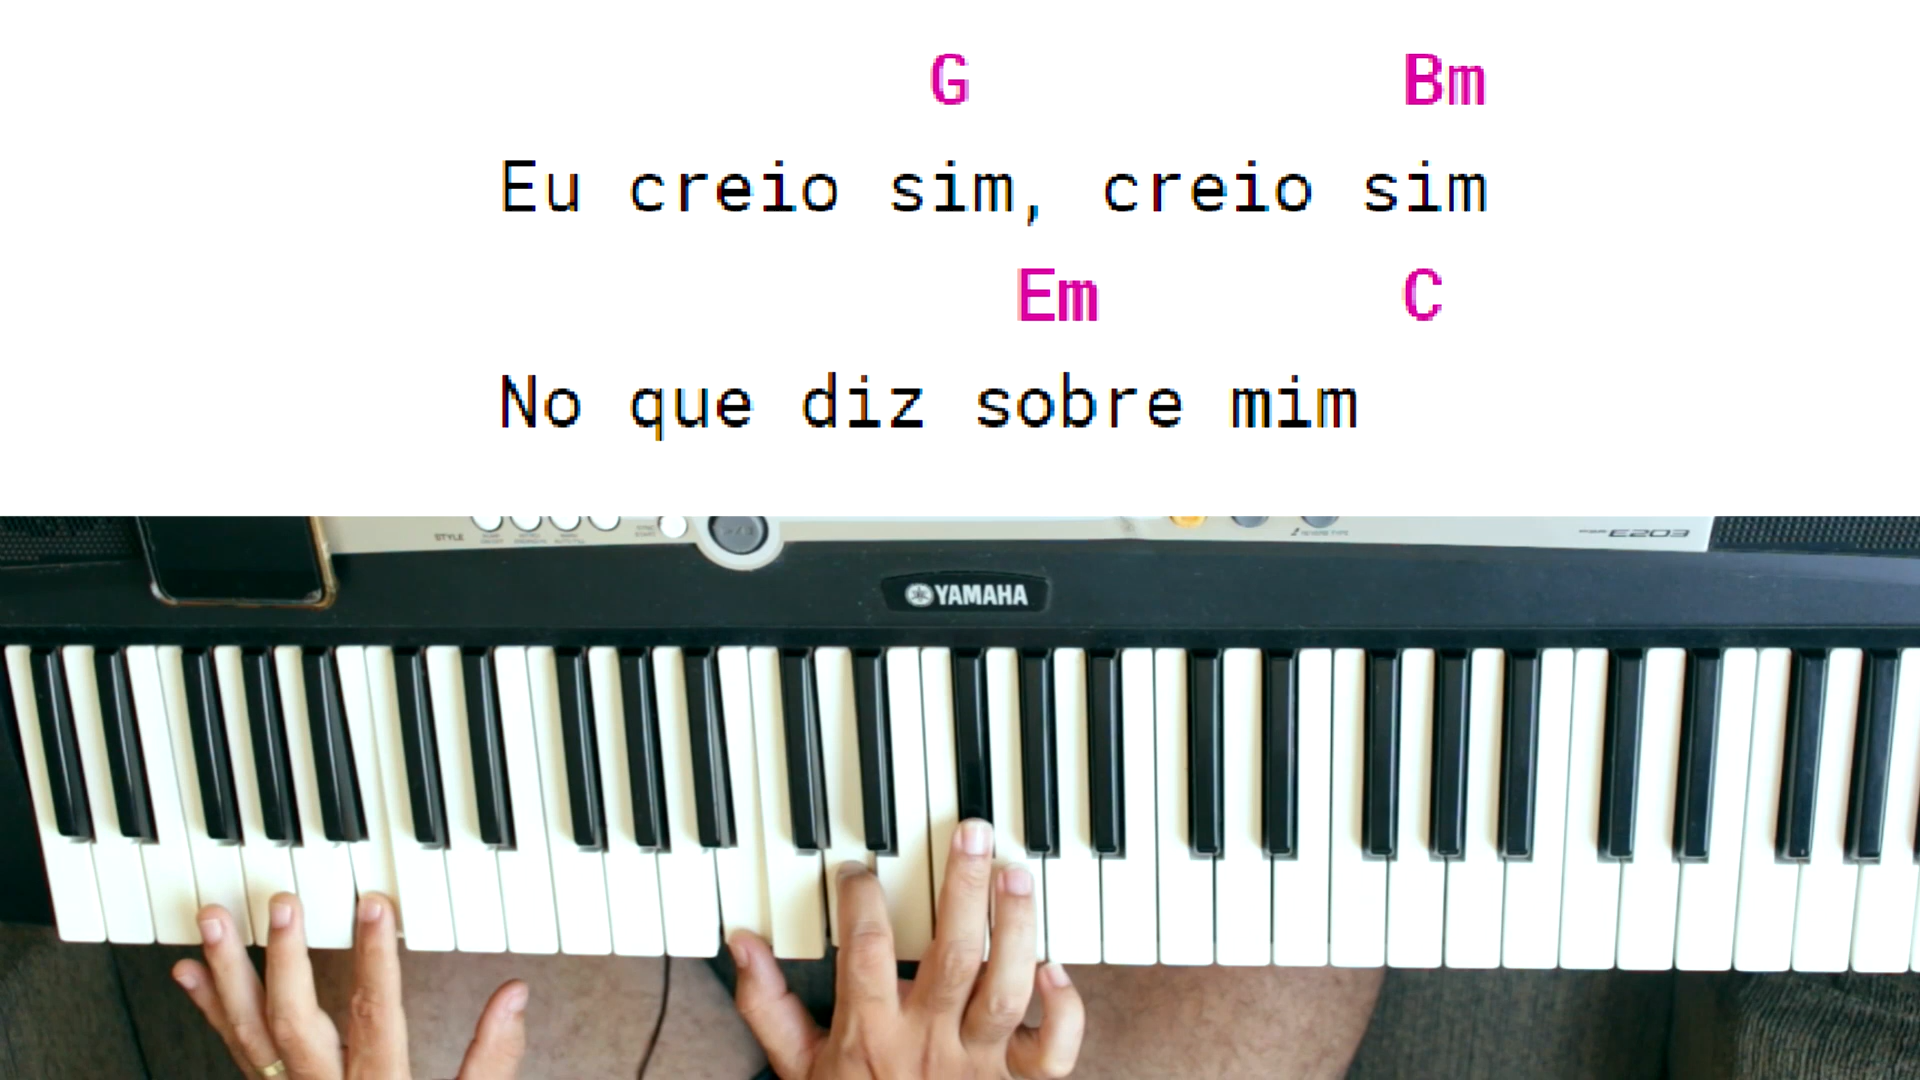 G Bm
Eu creio sim, creio sim
Em C
No que diz sobre mim
STYLE
YAMAHA
E203